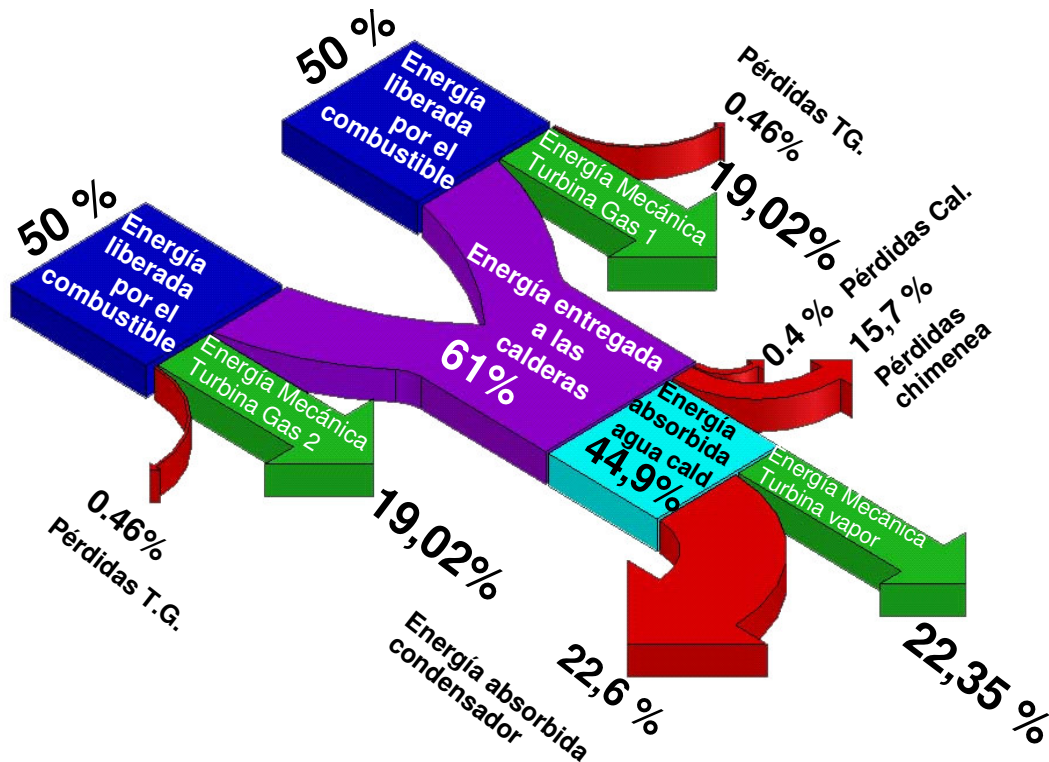 50 %
Energía
liberada
por el
combustible
Pérdidas TG.
0.46%
Energía Mecánica
Turbina Gas 1
19,02%
50 %
Energía
liberada
por el
combustible
Energía entregada
a las
calderas
61%
Pérdidas Cal.
0.4 %
15,7 %
Pérdidas
chimenea
Energía Mecánica
Turbina Gas 2
19,02%
0.46%
Pérdidas T.G.
Energía
absorbida
agua cald
44,9%
Energía Mecánica
Turbina vapor
22,35 %
Energía absorbida
condensador
22,6 %